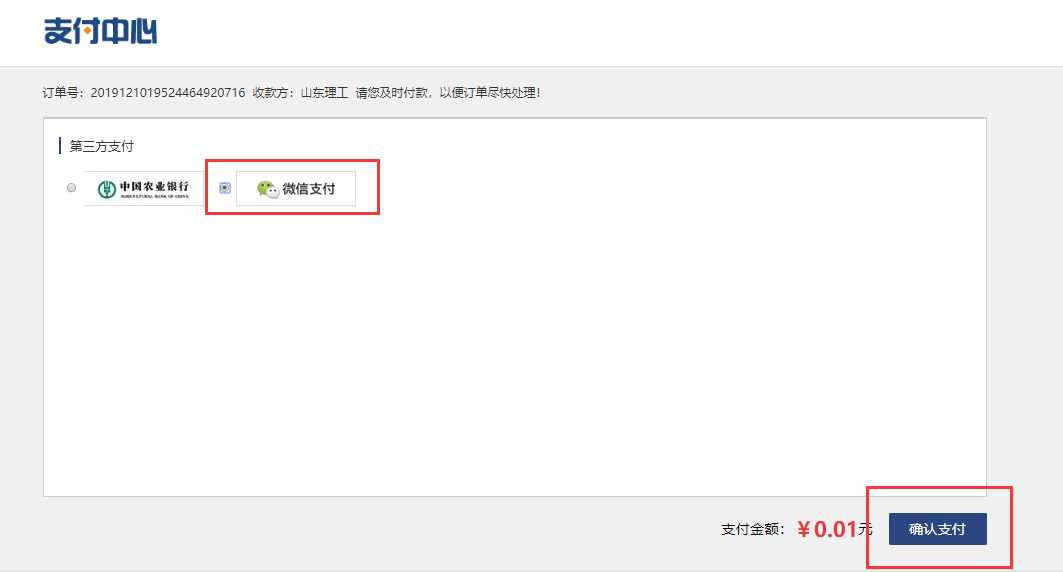 支付中心
订单号：2019121019524464920716 收款方：山东理工 请您及时付款，以便订单尽快处理！
第三方支付
中国农业银行 微信支付
AGRICULTURAL BANK OF CHINA
支付金额：￥0.01元 确认支付